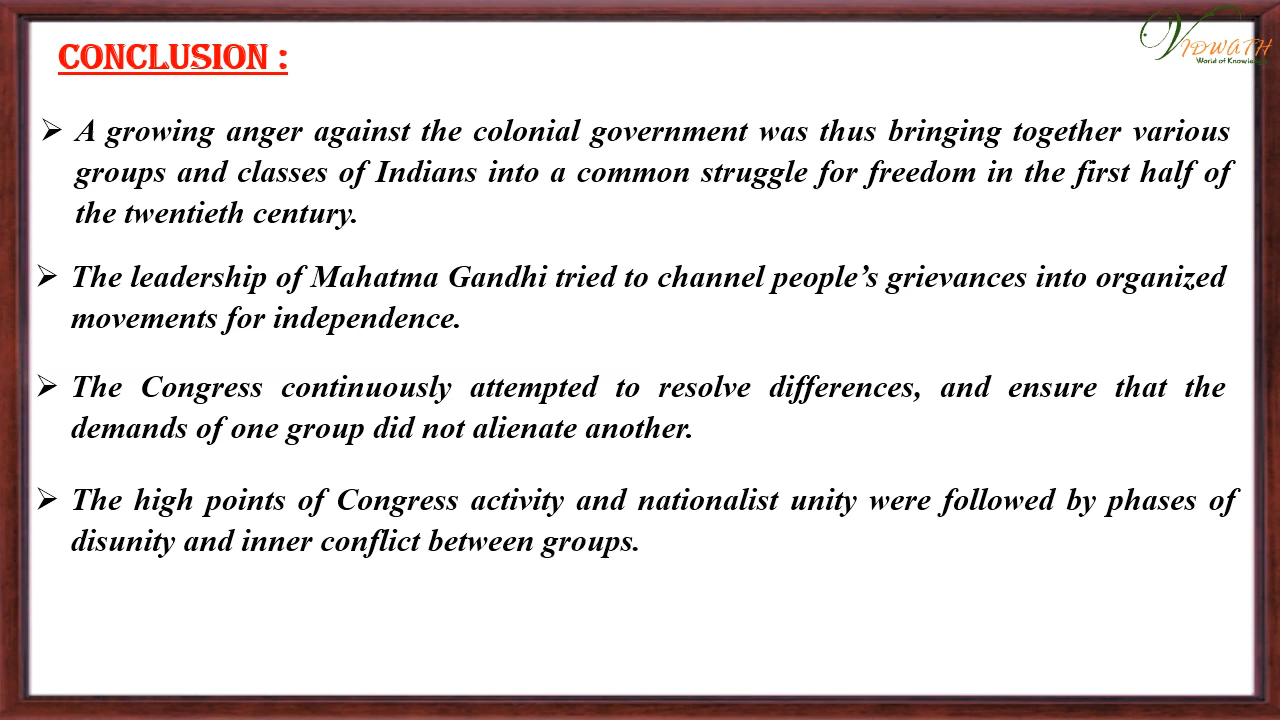 VIDWATH
World of Knowledge
CONCLUSION :
➢ A growing anger against the colonial government was thus bringing together various
groups and classes of Indians into a common struggle for freedom in the first half of
the twentieth century.
➢ The leadership of Mahatma Gandhi tried to channel people’s grievances into organized
movements for independence.
➢ The Congress continuously attempted to resolve differences, and ensure that the
demands of one group did not alienate another.
➢ The high points of Congress activity and nationalist unity were followed by phases of
disunity and inner conflict between groups.